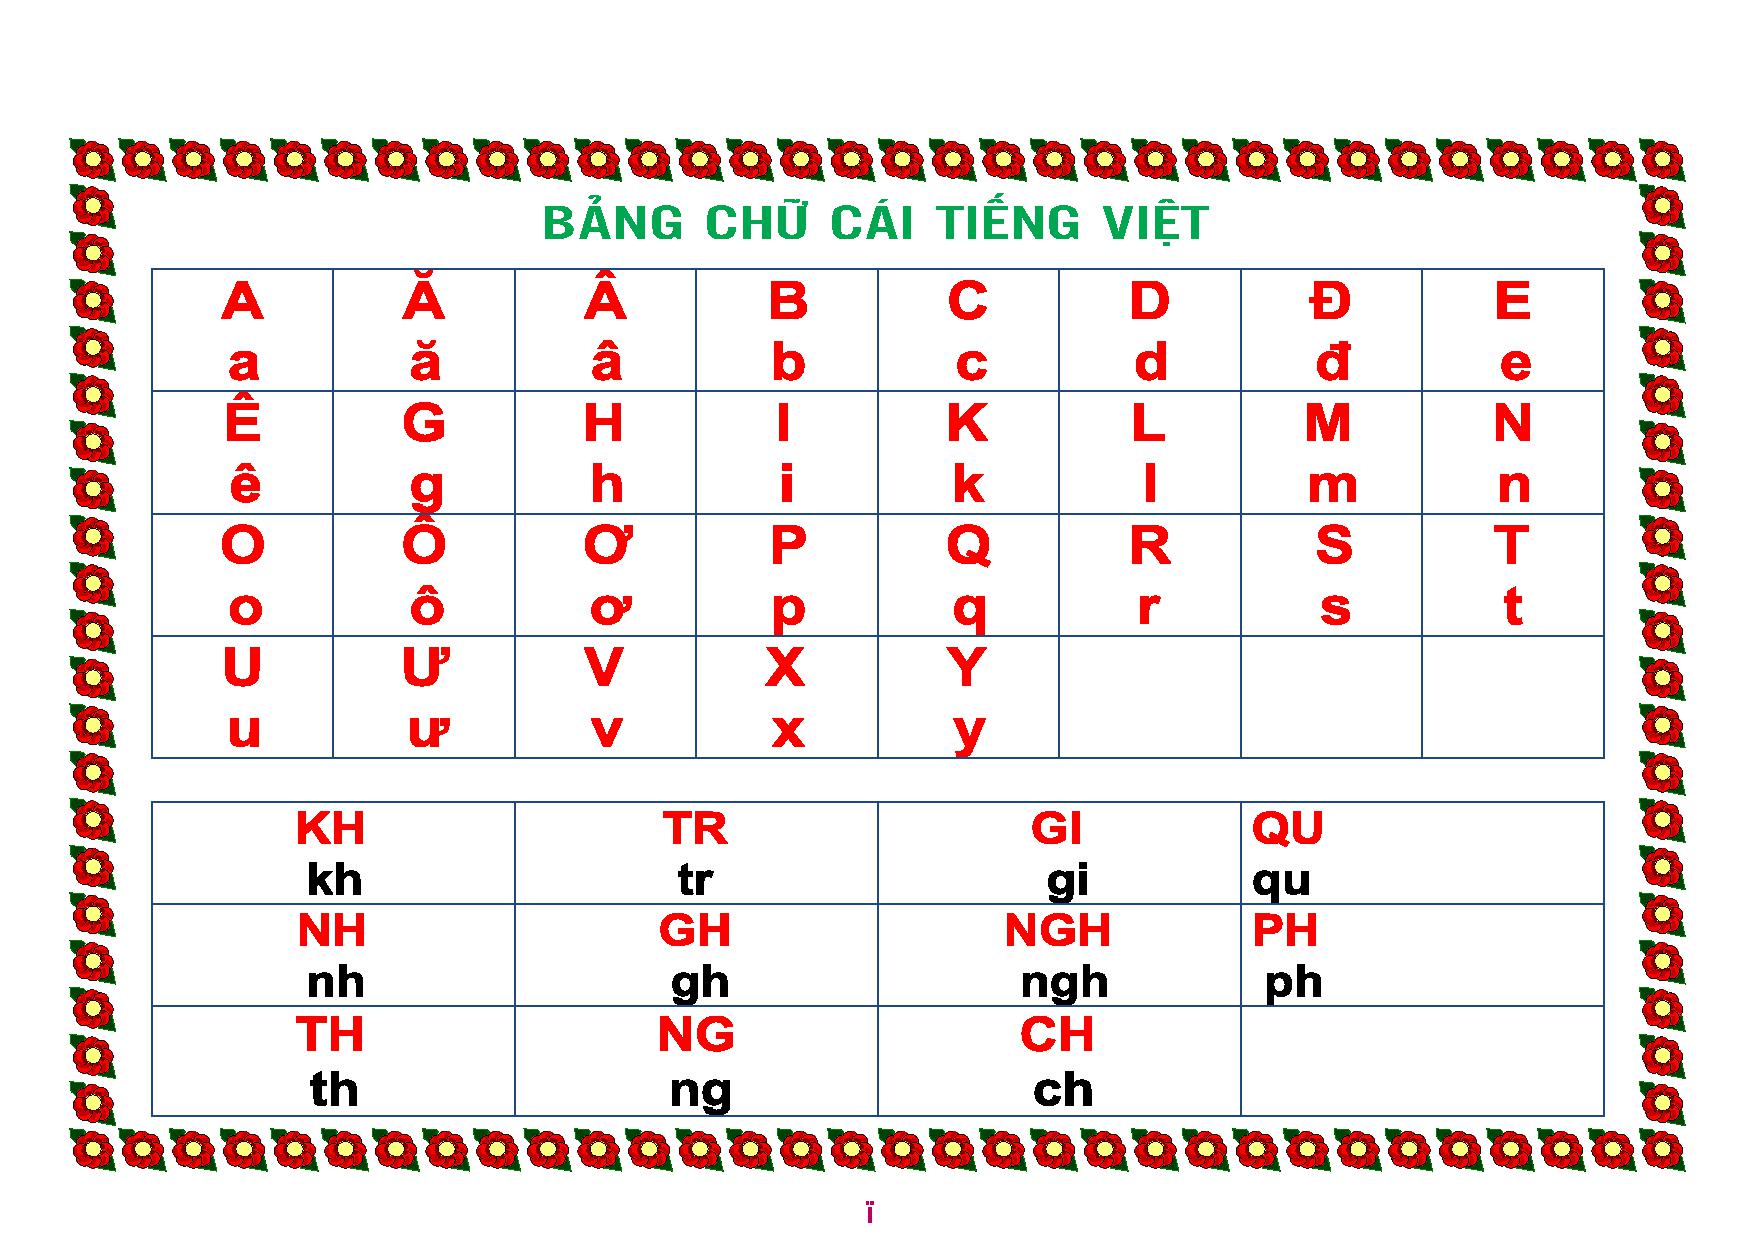 BẢNG CHỮ CÁI TIẾNG VIỆT
A Ă Â B C D Đ E
a ă â b c d đ e
Ê G H I K L M N
ê g h i k l m n
O Ô Ơ P Q R S T
o ô ơ p q r s t
U Ư V X Y
u ư v x y
KH TR GI QU
kh tr gi qu
NH GH NGH PH
nh gh ngh ph
TH NG CH
th ng ch
ï